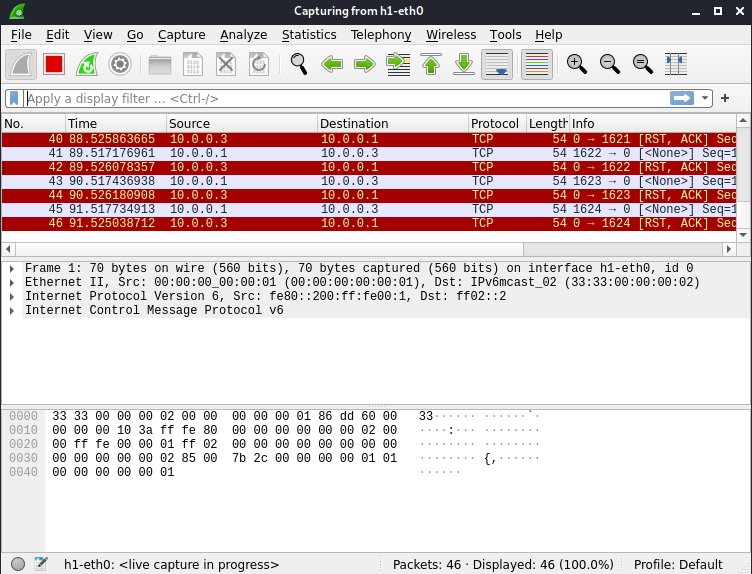 Capturing from h1-eth0
File Edit View Go Capture Analyze Statistics Telephony Wireless Tools Help
Apply a display filter … <Ctrl-/>
No. Time Source Destination Protocol Length Info
40 88.525863665 10.0.0.3 10.0.0.1 TCP 54 0 → 1621 [RST, ACK] Seq
41 89.517176961 10.0.0.1 10.0.0.3 TCP 54 1622 → 0 [<None>] Seq=1
42 89.526078357 10.0.0.3 10.0.0.1 TCP 54 0 → 1622 [RST, ACK] Seq
43 90.517436938 10.0.0.1 10.0.0.3 TCP 54 1623 → 0 [<None>] Seq=1
44 90.526180908 10.0.0.3 10.0.0.1 TCP 54 0 → 1623 [RST, ACK] Seq
45 91.517734913 10.0.0.1 10.0.0.3 TCP 54 1624 → 0 [<None>] Seq=1
46 91.525038712 10.0.0.3 10.0.0.1 TCP 54 0 → 1624 [RST, ACK] Seq
Frame 1: 70 bytes on wire (560 bits), 70 bytes captured (560 bits) on interface h1-eth0, id 0
Ethernet II, Src: 00:00:00_00:00:01 (00:00:00:00:00:01), Dst: IPv6mcast_02 (33:33:00:00:00:02)
Internet Protocol Version 6, Src: fe80::200:ff:fe00:1, Dst: ff02::2
Internet Control Message Protocol v6
0000 33 33 00 00 00 02 00 00 00 00 00 01 86 dd 60 00 33······ ······`·
0010 00 00 00 10 3a ff fe 80 00 00 00 00 00 00 02 00 ····:··· ········
0020 00 ff fe 00 00 01 ff 02 00 00 00 00 00 00 00 00 ········ ········
0030 00 00 00 00 00 02 85 00 7b 2c 00 00 00 00 01 01 ········ {,······
0040 00 00 00 00 00 01 ······
h1-eth0: <live capture in progress> Packets: 46 · Displayed: 46 (100.0%) Profile: Default